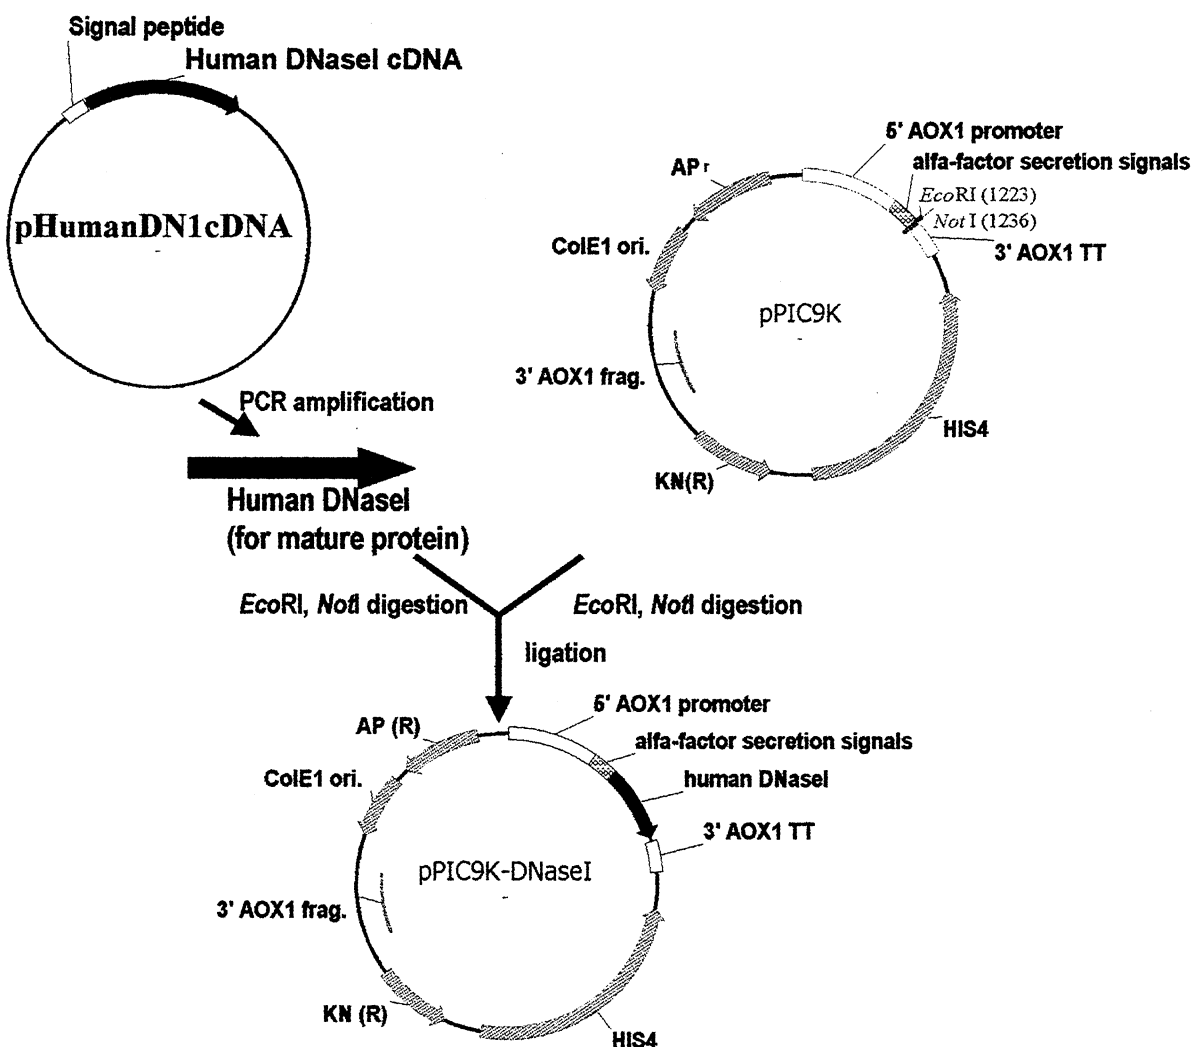 Signal peptide
Human DNaseI cDNA
pHumanDN1cDNA
5' AOX1 promoter
alfa-factor secretion signals
EcoRI (1223)
NotI (1236)
3' AOX1 TT
AP r
ColE1 ori.
pPIC9K
3' AOX1 frag.
HIS4
KN(R)
PCR amplification
Human DNaseI
(for mature protein)
EcoRI, NotI digestion
EcoRI, NotI digestion
ligation
5' AOX1 promoter
AP (R)
alfa-factor secretion signals
ColE1 ori.
human DNaseI
3' AOX1 TT
pPIC9K-DNaseI
3' AOX1 frag.
KN (R)
HIS4